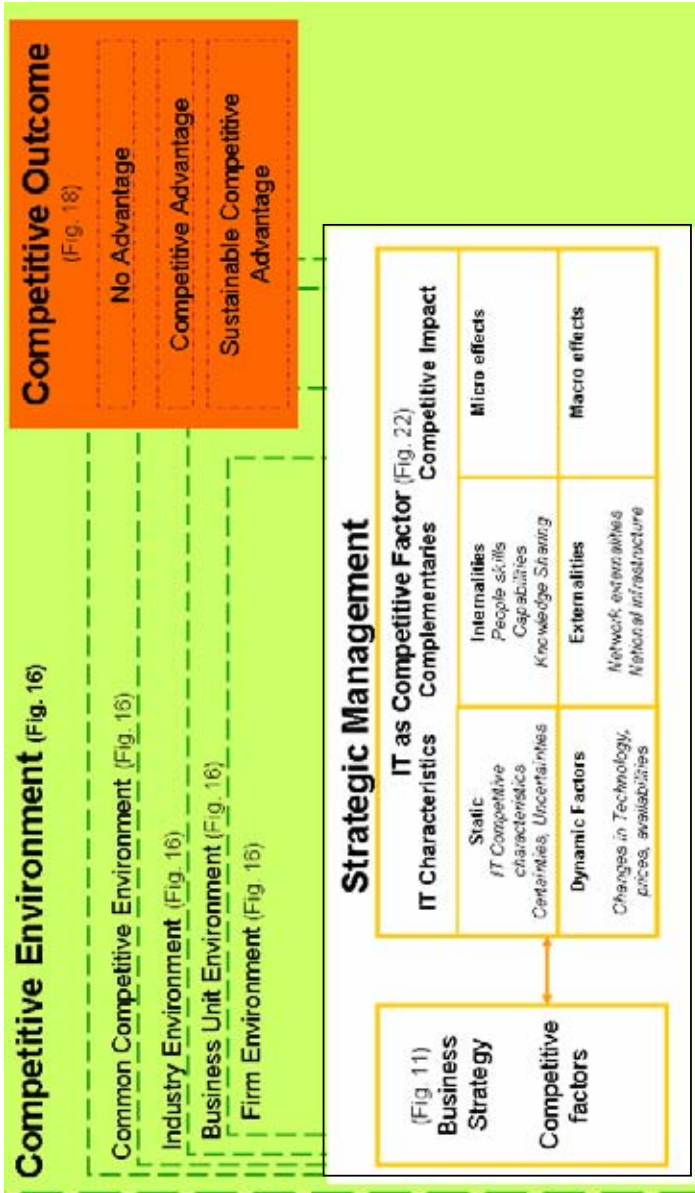 Competitive Environment (Fig. 16)
Common Competitive Environment (Fig. 16)
Industry Environment (Fig. 16)
Business Unit Environment (Fig. 16)
Firm Environment (Fig. 16)
Competitive Outcome
(Fig. 18)
No Advantage
Competitive Advantage
Sustainable Competitive
Advantage
Strategic Management
(Fig. 11)
Business
Strategy
Competitive
factors
IT as Competitive Factor (Fig. 22)
IT Characteristics
Complementaries
Competitive Impact
Static
IT Competitive
characteristics
Certainties, Uncertainties
Internalities
People skills
Capabilities
Knowledge Sharing
Micro effects
Dynamic Factors
Changes in Technology,
prices, availabilities
Externalities
Network externalities
National infrastructure
Macro effects